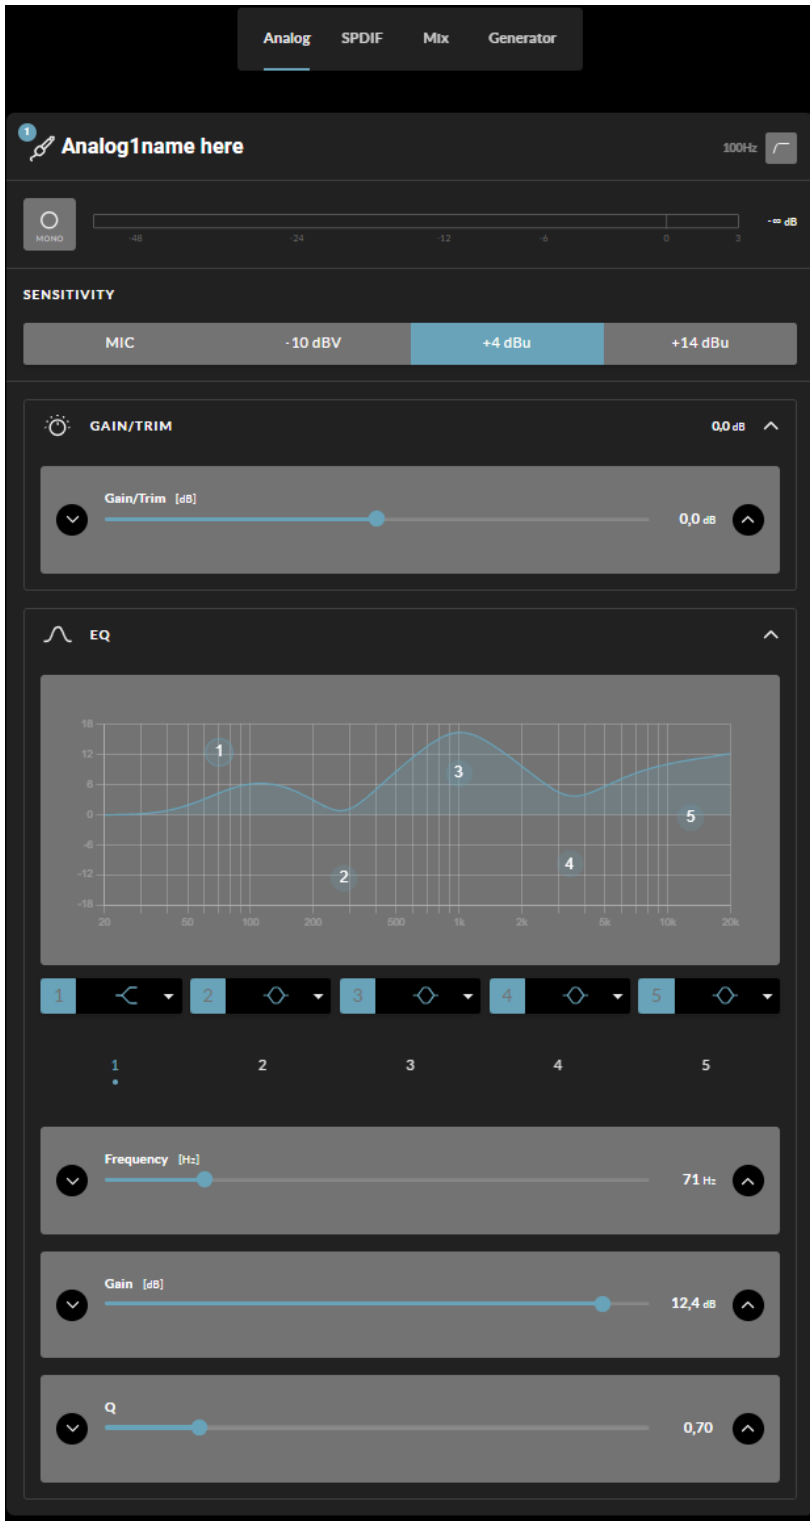 Analog SPDIF Mix Generator
1
Analog1name here 100Hz
MONO -∞ dB
-48 -24 -12 -6 0 3
SENSITIVITY
MIC -10 dBV +4 dBu +14 dBu
GAIN/TRIM 0,0 dB
Gain/Trim [dB]
0,0 dB
EQ
18
12
6
0
-6
-12
-18
1
3
5
4
2
20 50 100 200 500 1k 2k 5k 10k 20k
1 2 3 4 5
1 2 3 4 5
Frequency [Hz]
71 Hz
Gain [dB]
12,4 dB
Q
0,70